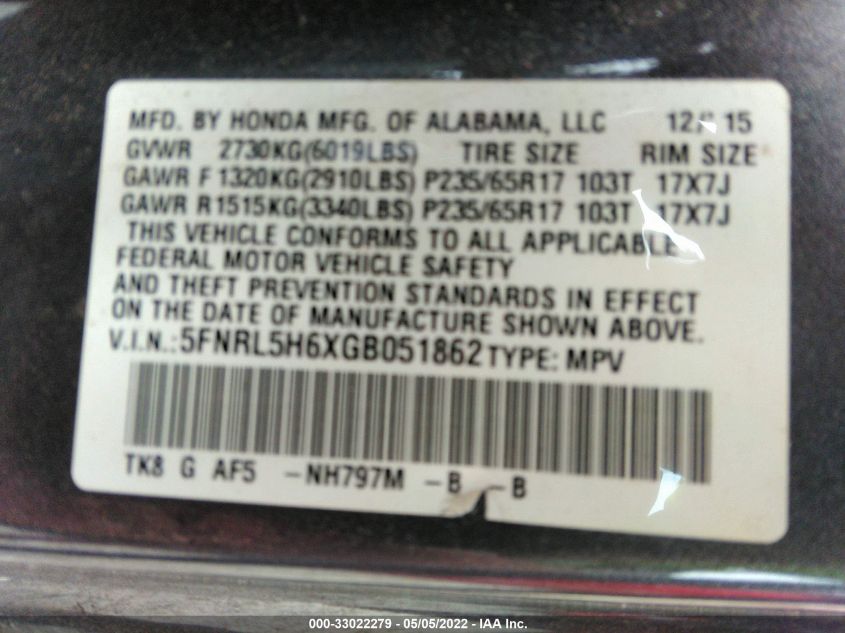 MFD. BY HONDA MFG. OF ALABAMA, LLC 12/15
GVWR 2730KG(6019LBS) TIRE SIZE RIM SIZE
GAWR F 1320KG(2910LBS) P235/65R17 103T 17X7J
GAWR R1515KG(3340LBS) P235/65R17 103T 17X7J
THIS VEHICLE CONFORMS TO ALL APPLICABLE
FEDERAL MOTOR VEHICLE SAFETY
AND THEFT PREVENTION STANDARDS IN EFFECT
ON THE DATE OF MANUFACTURE SHOWN ABOVE.
V.I.N.:5FNRL5H6XGB051862 TYPE: MPV
TK8 G AF5 -NH797M -B -B
000-33022279 - 05/05/2022 - IAA Inc.